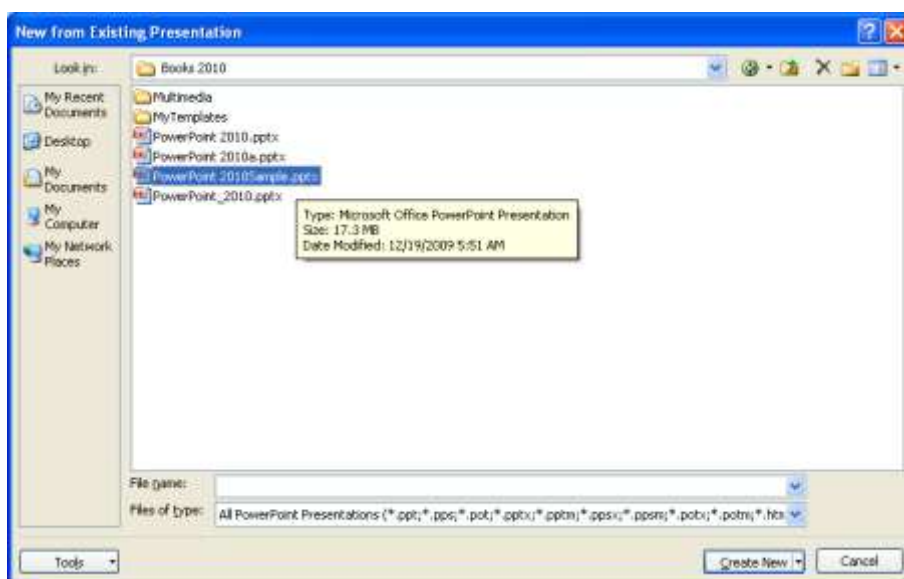 New from Existing Presentation
Look in:
Books 2010
My Recent
Documents
Desktop
My
Documents
My
Computer
My Network
Places
Multimedia
MyTemplates
PowerPoint 2010.pptx
PowerPoint 2010a.pptx
PowerPoint 2010Sample.pptx
PowerPoint_2010.pptx
Type: Microsoft Office PowerPoint Presentation
Size: 17.3 MB
Date Modified: 12/19/2009 5:51 AM
File name:
Files of type:
All PowerPoint Presentations (*.ppt;*.pps;*.pot;*.pptx;*.pptm;*.ppsx;*.ppsm;*.potx;*.potm;*.htm
Tools
Create New
Cancel